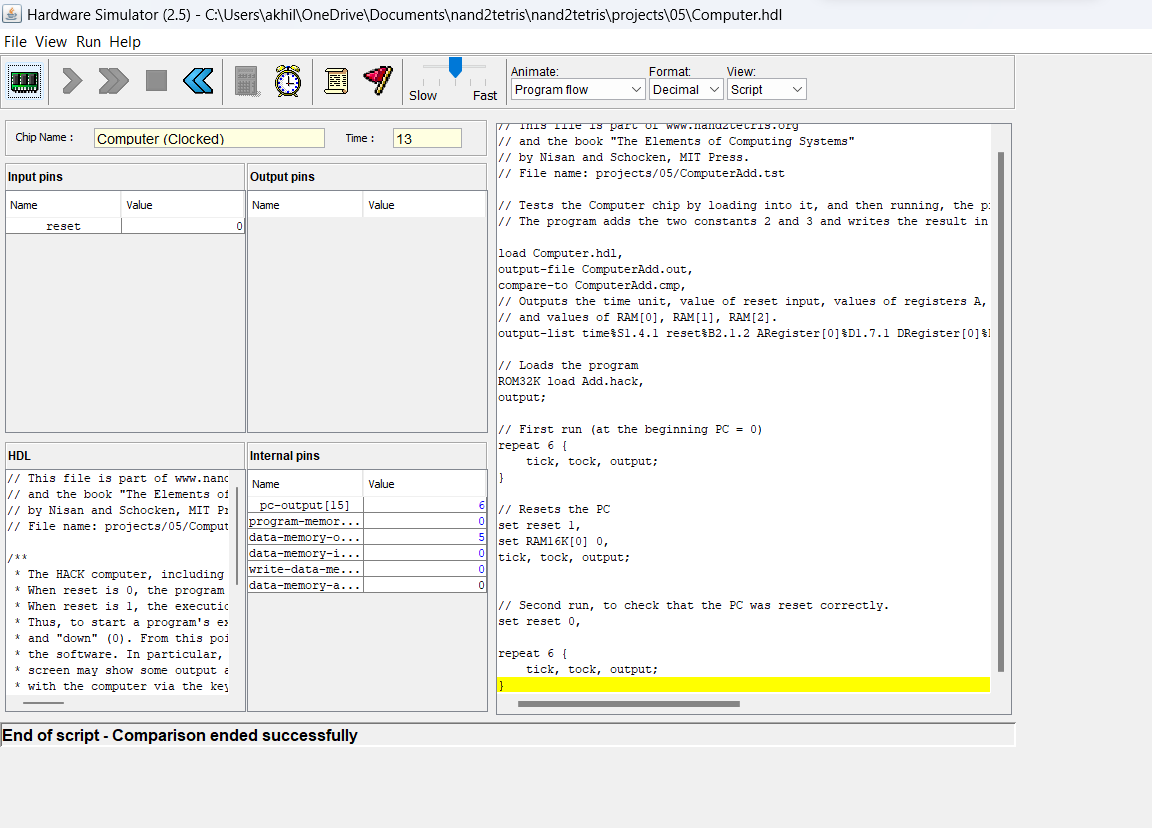 Hardware Simulator (2.5) - C:\Users\akhil\OneDrive\Documents\nand2tetris\nand2tetris\projects\05\Computer.hdl
File View Run Help
Slow Fast
Animate:
Program flow
Format:
Decimal
View:
Script
Chip Name : Computer (Clocked) Time : 13
Input pins
Name Value
reset 0
Output pins
Name Value
HDL
// This file is part of www.nand
// and the book "The Elements of
// by Nisan and Schocken, MIT Pr
// File name: projects/05/Comput
/**
* The HACK computer, including
* When reset is 0, the program
* When reset is 1, the executio
* Thus, to start a program's ex
* and "down" (0). From this poi
* the software. In particular,
* screen may show some output a
* with the computer via the key
Internal pins
Name Value
pc-output[15] 6
program-memor... 0
data-memory-o... 5
data-memory-i... 0
write-data-me... 0
data-memory-a... 0
// This file is part of www.nand2tetris.org
// and the book "The Elements of Computing Systems"
// by Nisan and Schocken, MIT Press.
// File name: projects/05/ComputerAdd.tst
// Tests the Computer chip by loading into it, and then running, the p
// The program adds the two constants 2 and 3 and writes the result in
load Computer.hdl,
output-file ComputerAdd.out,
compare-to ComputerAdd.cmp,
// Outputs the time unit, value of reset input, values of registers A,
// and values of RAM[0], RAM[1], RAM[2].
output-list time%S1.4.1 reset%B2.1.2 ARegister[0]%D1.7.1 DRegister[0]%
// Loads the program
ROM32K load Add.hack,
output;
// First run (at the beginning PC = 0)
repeat 6 {
tick, tock, output;
}
// Resets the PC
set reset 1,
set RAM16K[0] 0,
tick, tock, output;
// Second run, to check that the PC was reset correctly.
set reset 0,
repeat 6 {
tick, tock, output;
}
End of script - Comparison ended successfully